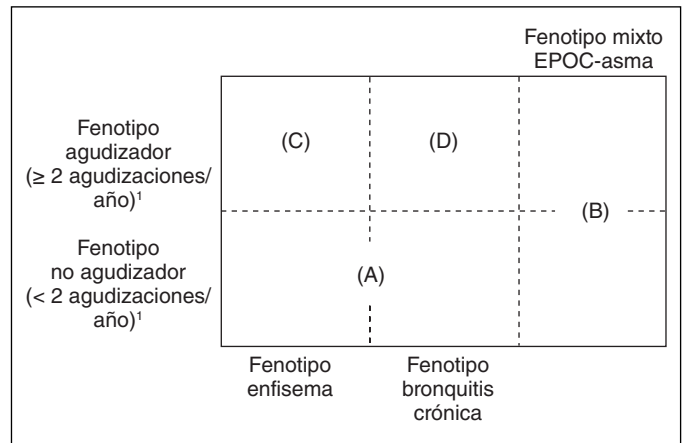 Fenotipo mixto
EPOC-asma
Fenotipo
agudizador
(≥ 2 agudizaciones/
año)¹
(C)
(D)
(B)
Fenotipo
no agudizador
(< 2 agudizaciones/
año)¹
(A)
Fenotipo
enfisema
Fenotipo
bronquitis
crónica